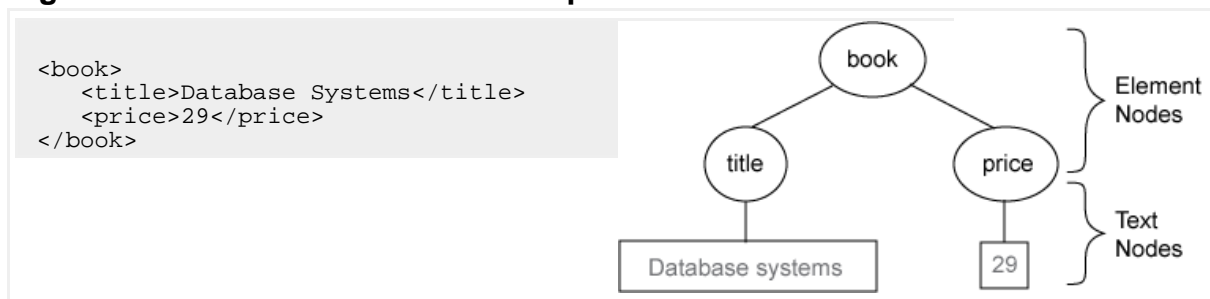 <book>
<title>Database Systems</title>
<price>29</price>
</book>
book
Element
Nodes
title
price
Text
Nodes
Database systems
29